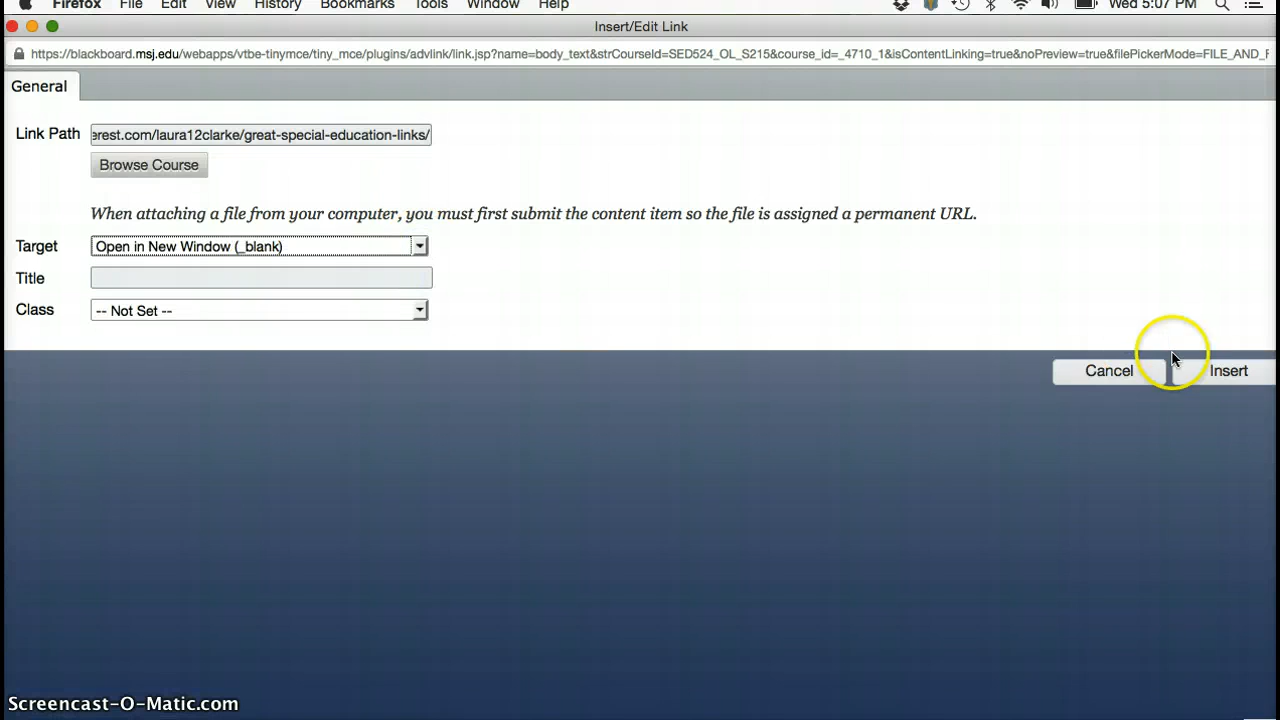 Firefox File Edit View History Bookmarks Tools Window Help Wed 5:07 PM
Insert/Edit Link
https://blackboard.msj.edu/webapps/vtbe-tinymce/tiny_mce/plugins/advlink/link.jsp?name=body_text&strCourseId=SED524_OL_S215&course_id=_4710_1&isContentLinking=true&noPreview=true&filePickerMode=FILE_AND_F
General
Link Path erest.com/laura12clarke/great-special-education-links/
Browse Course
When attaching a file from your computer, you must first submit the content item so the file is assigned a permanent URL.
Target Open in New Window (_blank)
Title
Class -- Not Set --
Cancel Insert
Screencast-O-Matic.com